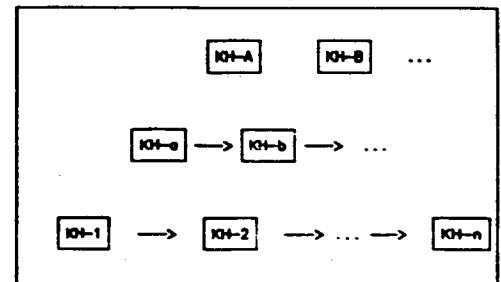 KH-A KH-B ...
KH-a —> KH-b —> ...
KH-1 —> KH-2 —> ... —> KH-n